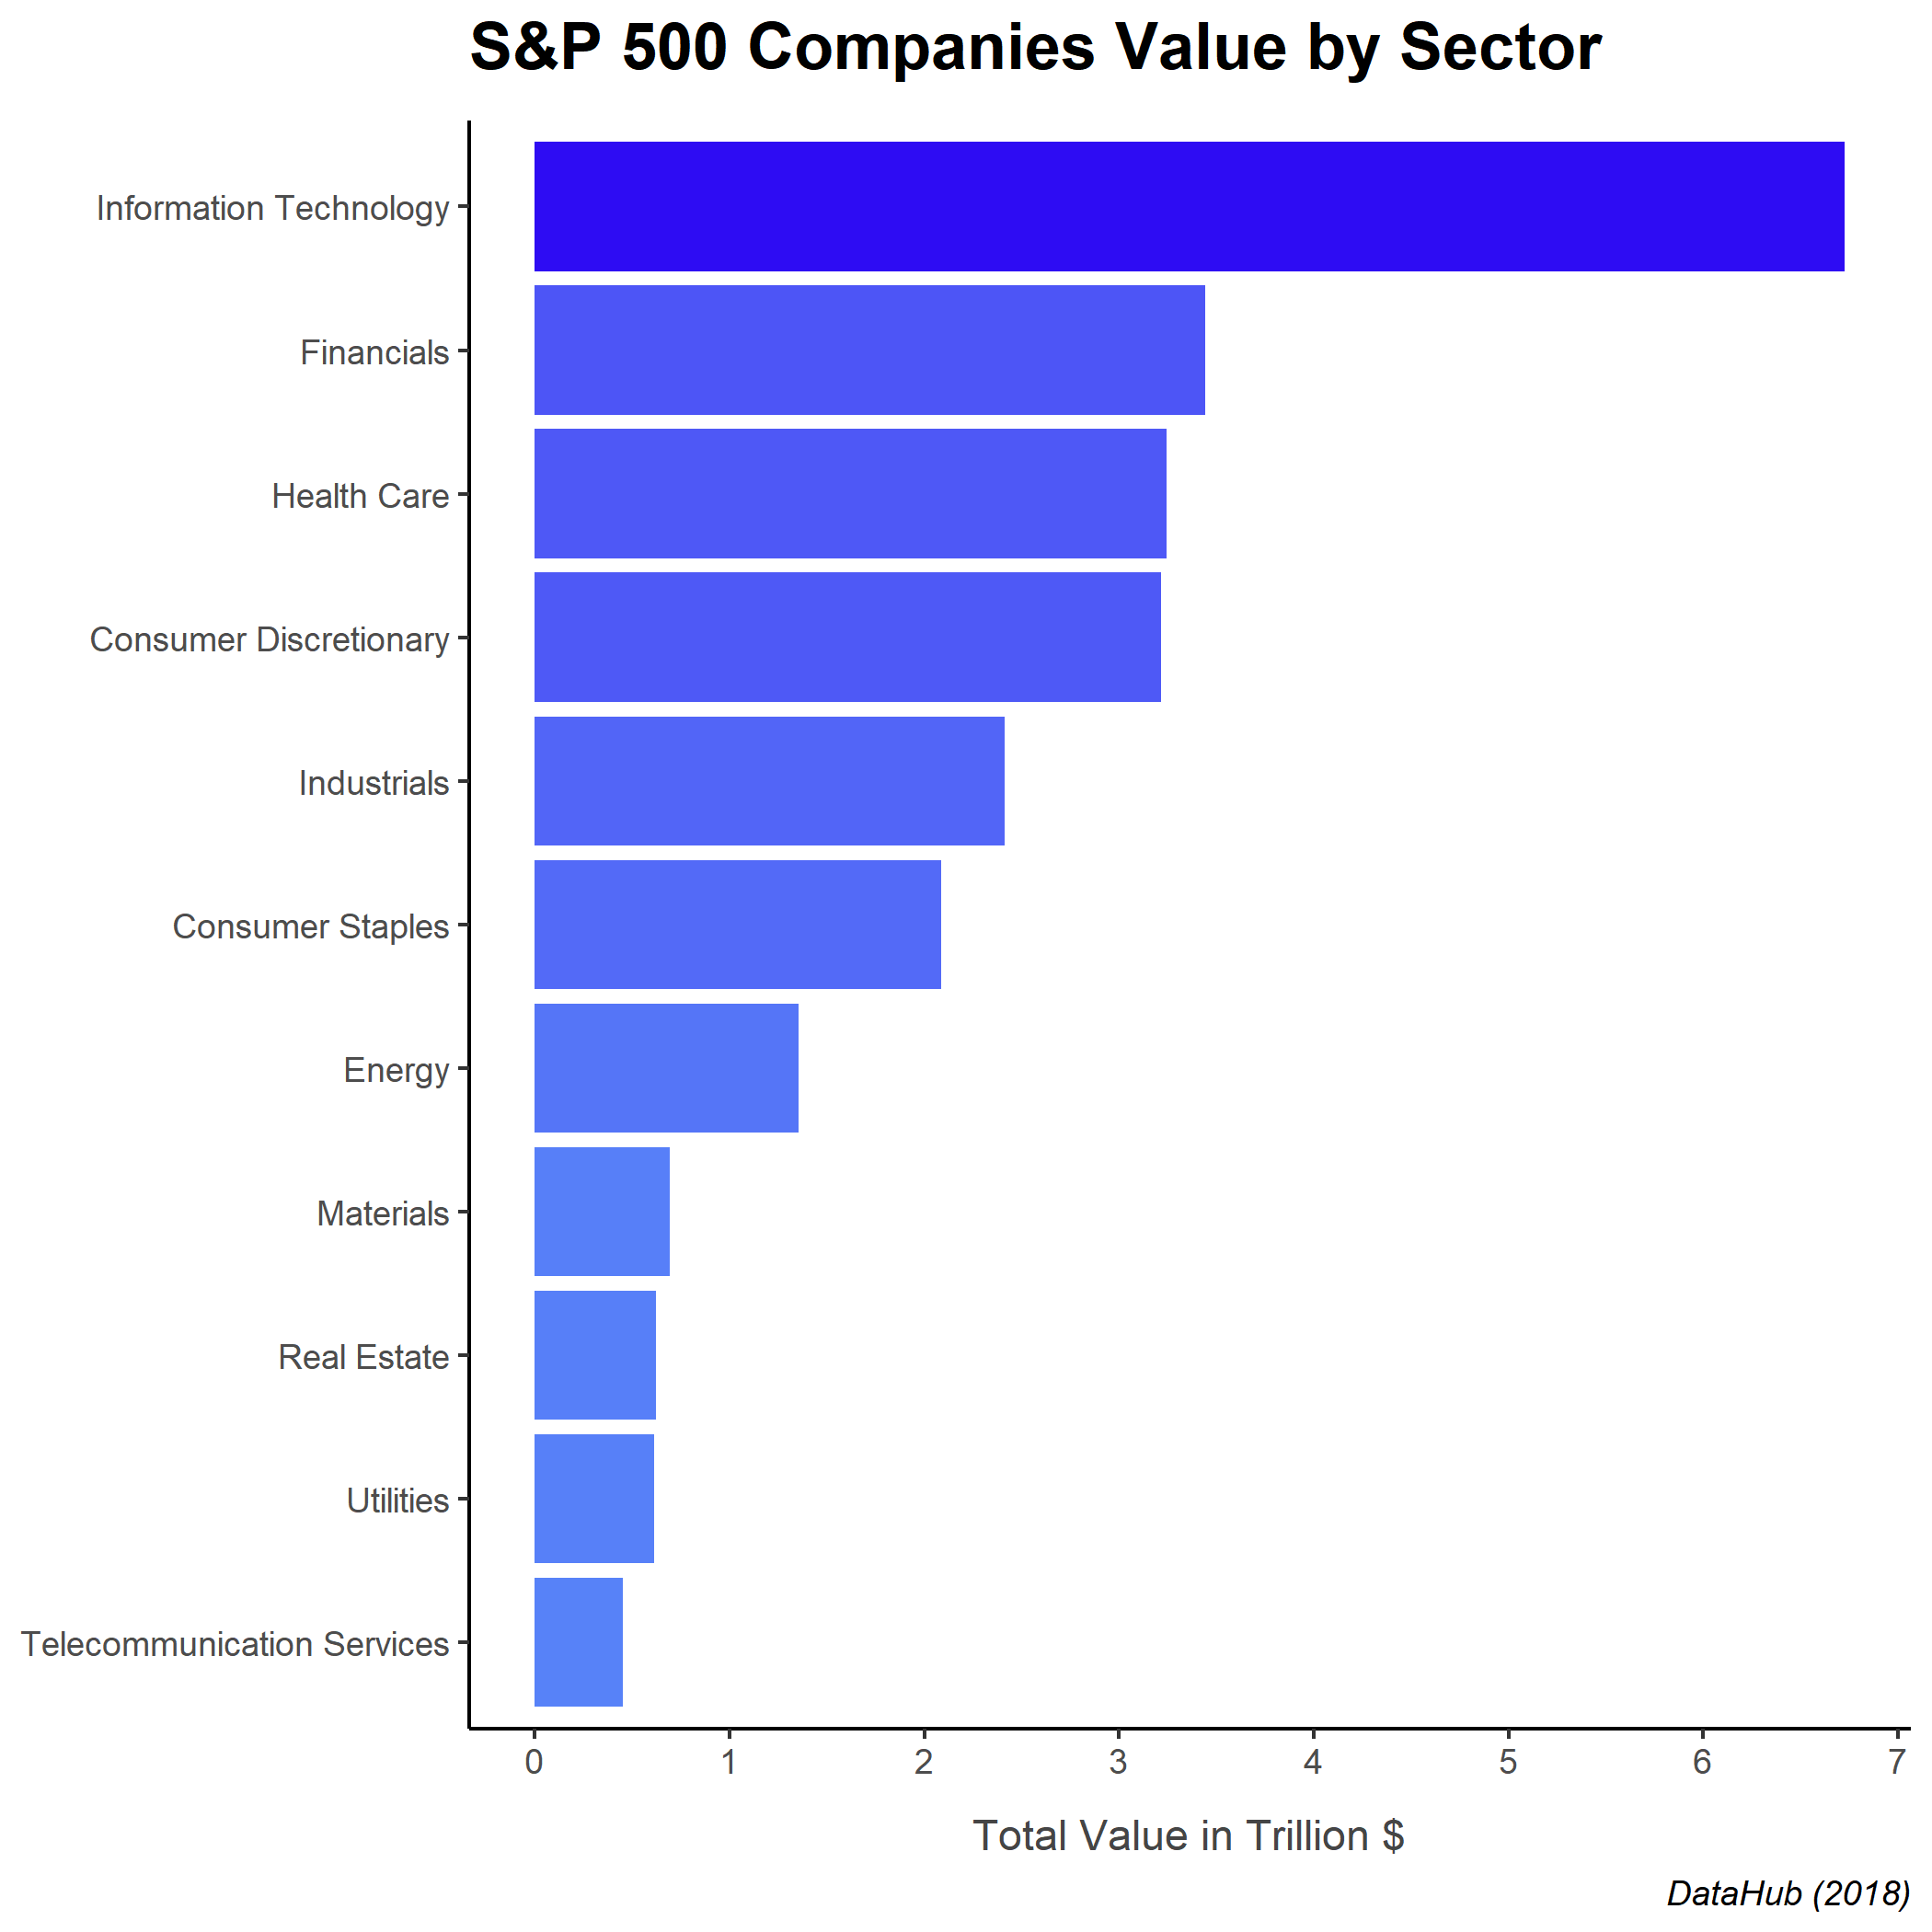 S&P 500 Companies Value by Sector
Information Technology
Financials
Health Care
Consumer Discretionary
Industrials
Consumer Staples
Energy
Materials
Real Estate
Utilities
Telecommunication Services
0 1 2 3 4 5 6 7
Total Value in Trillion $
DataHub (2018)